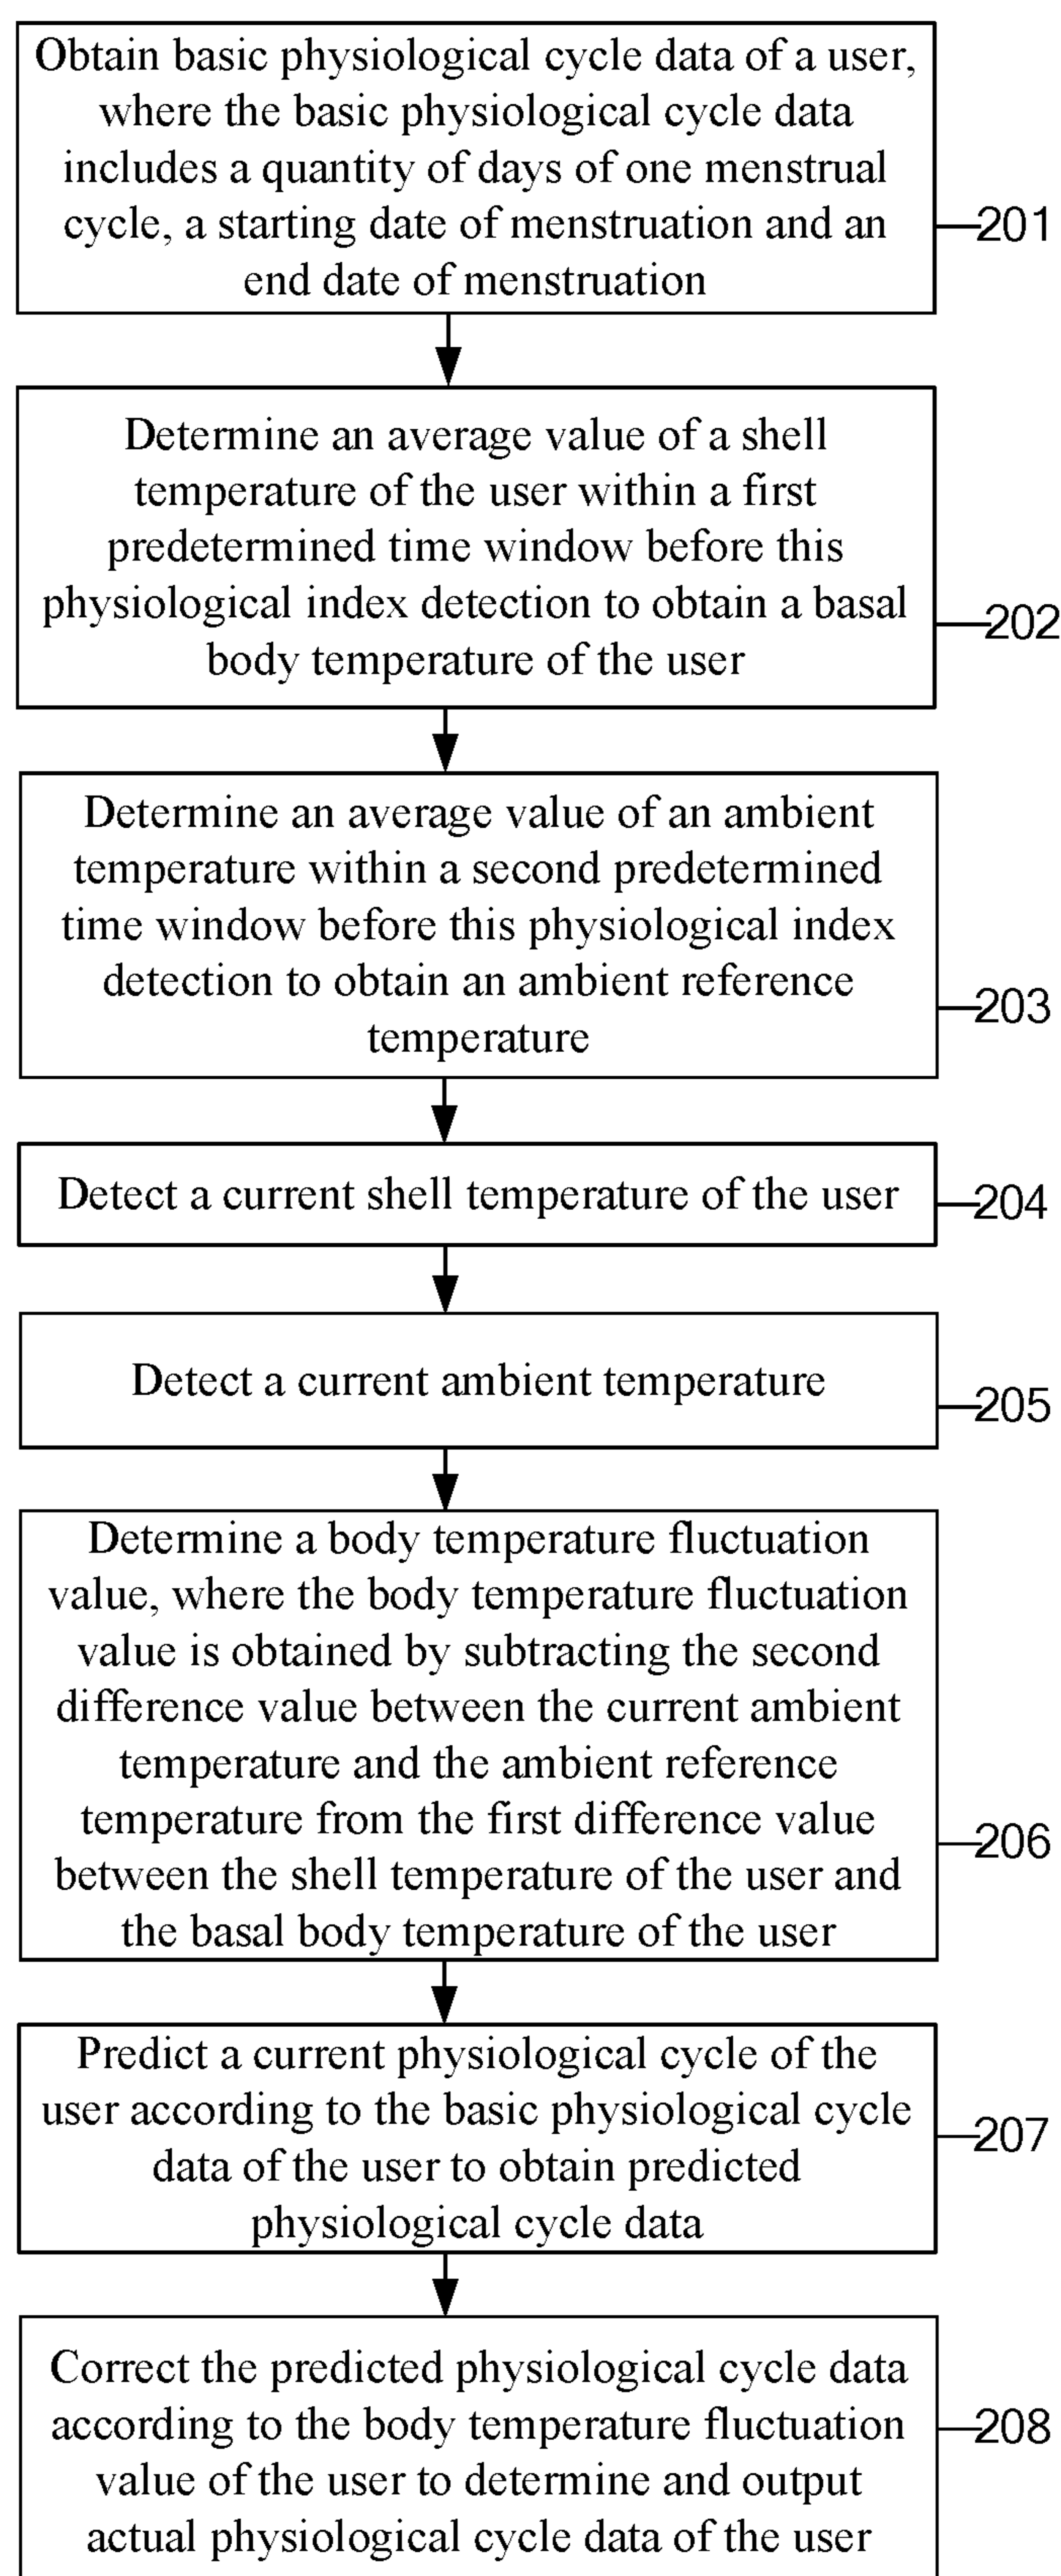 Obtain basic physiological cycle data of a user,
where the basic physiological cycle data
includes a quantity of days of one menstrual
cycle, a starting date of menstruation and an
end date of menstruation
201
Determine an average value of a shell
temperature of the user within a first
predetermined time window before this
physiological index detection to obtain a basal
body temperature of the user
202
Determine an average value of an ambient
temperature within a second predetermined
time window before this physiological index
detection to obtain an ambient reference
temperature
203
Detect a current shell temperature of the user
204
Detect a current ambient temperature
205
Determine a body temperature fluctuation
value, where the body temperature fluctuation
value is obtained by subtracting the second
difference value between the current ambient
temperature and the ambient reference
temperature from the first difference value
between the shell temperature of the user and
the basal body temperature of the user
206
Predict a current physiological cycle of the
user according to the basic physiological cycle
data of the user to obtain predicted
physiological cycle data
207
Correct the predicted physiological cycle data
according to the body temperature fluctuation
value of the user to determine and output
actual physiological cycle data of the user
208